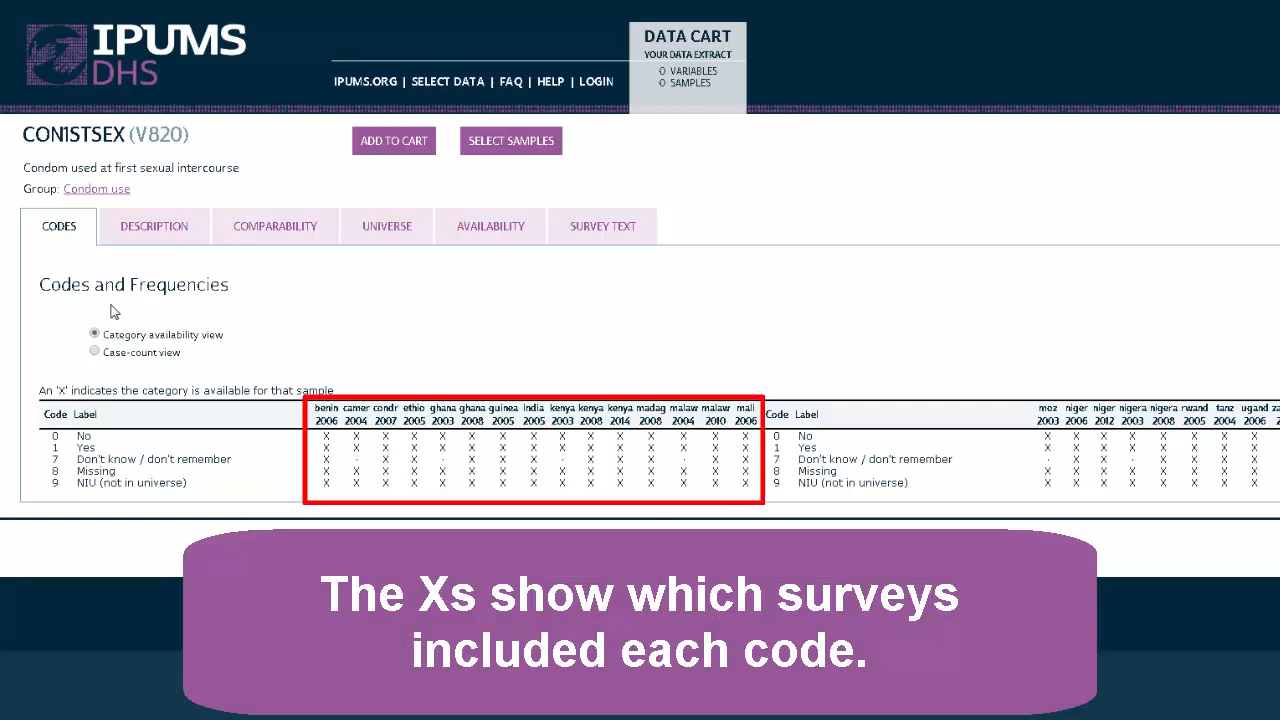 IPUMS
DHS
DATA CART
YOUR DATA EXTRACT
0 VARIABLES
0 SAMPLES
IPUMS.ORG | SELECT DATA | FAQ | HELP | LOGIN
CON1STSEX (V820)
ADD TO CART
SELECT SAMPLES
Condom used at first sexual intercourse
Group: Condom use
CODES DESCRIPTION COMPARABILITY UNIVERSE AVAILABILITY SURVEY TEXT
Codes and Frequencies
Category availability view
Case-count view
An 'X' indicates the category is available for that sample
benin camer condr ethio ghana ghana guinea india kenya kenya kenya madag malaw malaw mali moz niger niger nigera nigera rwand tanz ugand
Code Label 2006 2004 2007 2005 2003 2008 2005 2005 2003 2008 2014 2008 2004 2010 2006 Code Label 2003 2006 2012 2003 2008 2005 2004 2006
0 No X X X X X X X X X X X X X X X 0 No X X X X X X X X
1 Yes X X X X X X X X X X X X X X X 1 Yes X X X X X X X X
7 Don't know / don't remember X · X X · X X X · X X X · X X 7 Don't know / don't remember · X X · X X X X
8 Missing X X X X X X X X X X X X X X X 8 Missing X X X X X X X X
9 NIU (not in universe) X X X X X X X X X X X X X X X 9 NIU (not in universe) X X X X X X X X
The Xs show which surveys
included each code.